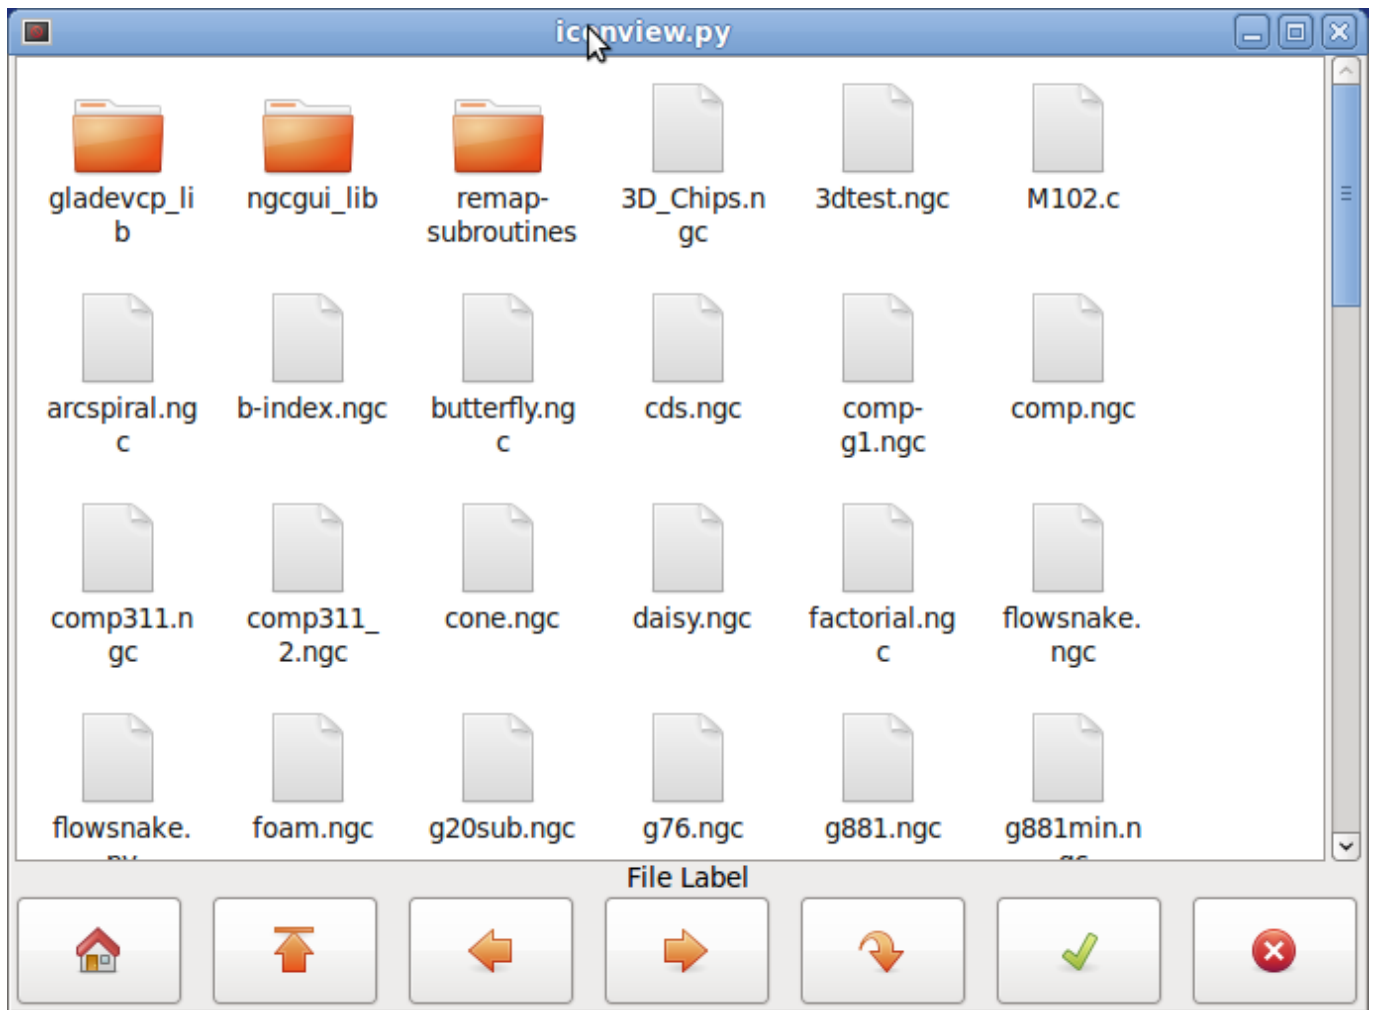 iconview.py
gladevcp_li
b
ngcgui_lib
remap-
subroutines
3D_Chips.n
gc
3dtest.ngc
M102.c
arcspiral.ng
c
b-index.ngc
butterfly.ng
c
cds.ngc
comp-
g1.ngc
comp.ngc
comp311.n
gc
comp311_
2.ngc
cone.ngc
daisy.ngc
factorial.ng
c
flowsnake.
ngc
flowsnake.
py
foam.ngc
g20sub.ngc
g76.ngc
g881.ngc
g881min.n
gc
File Label